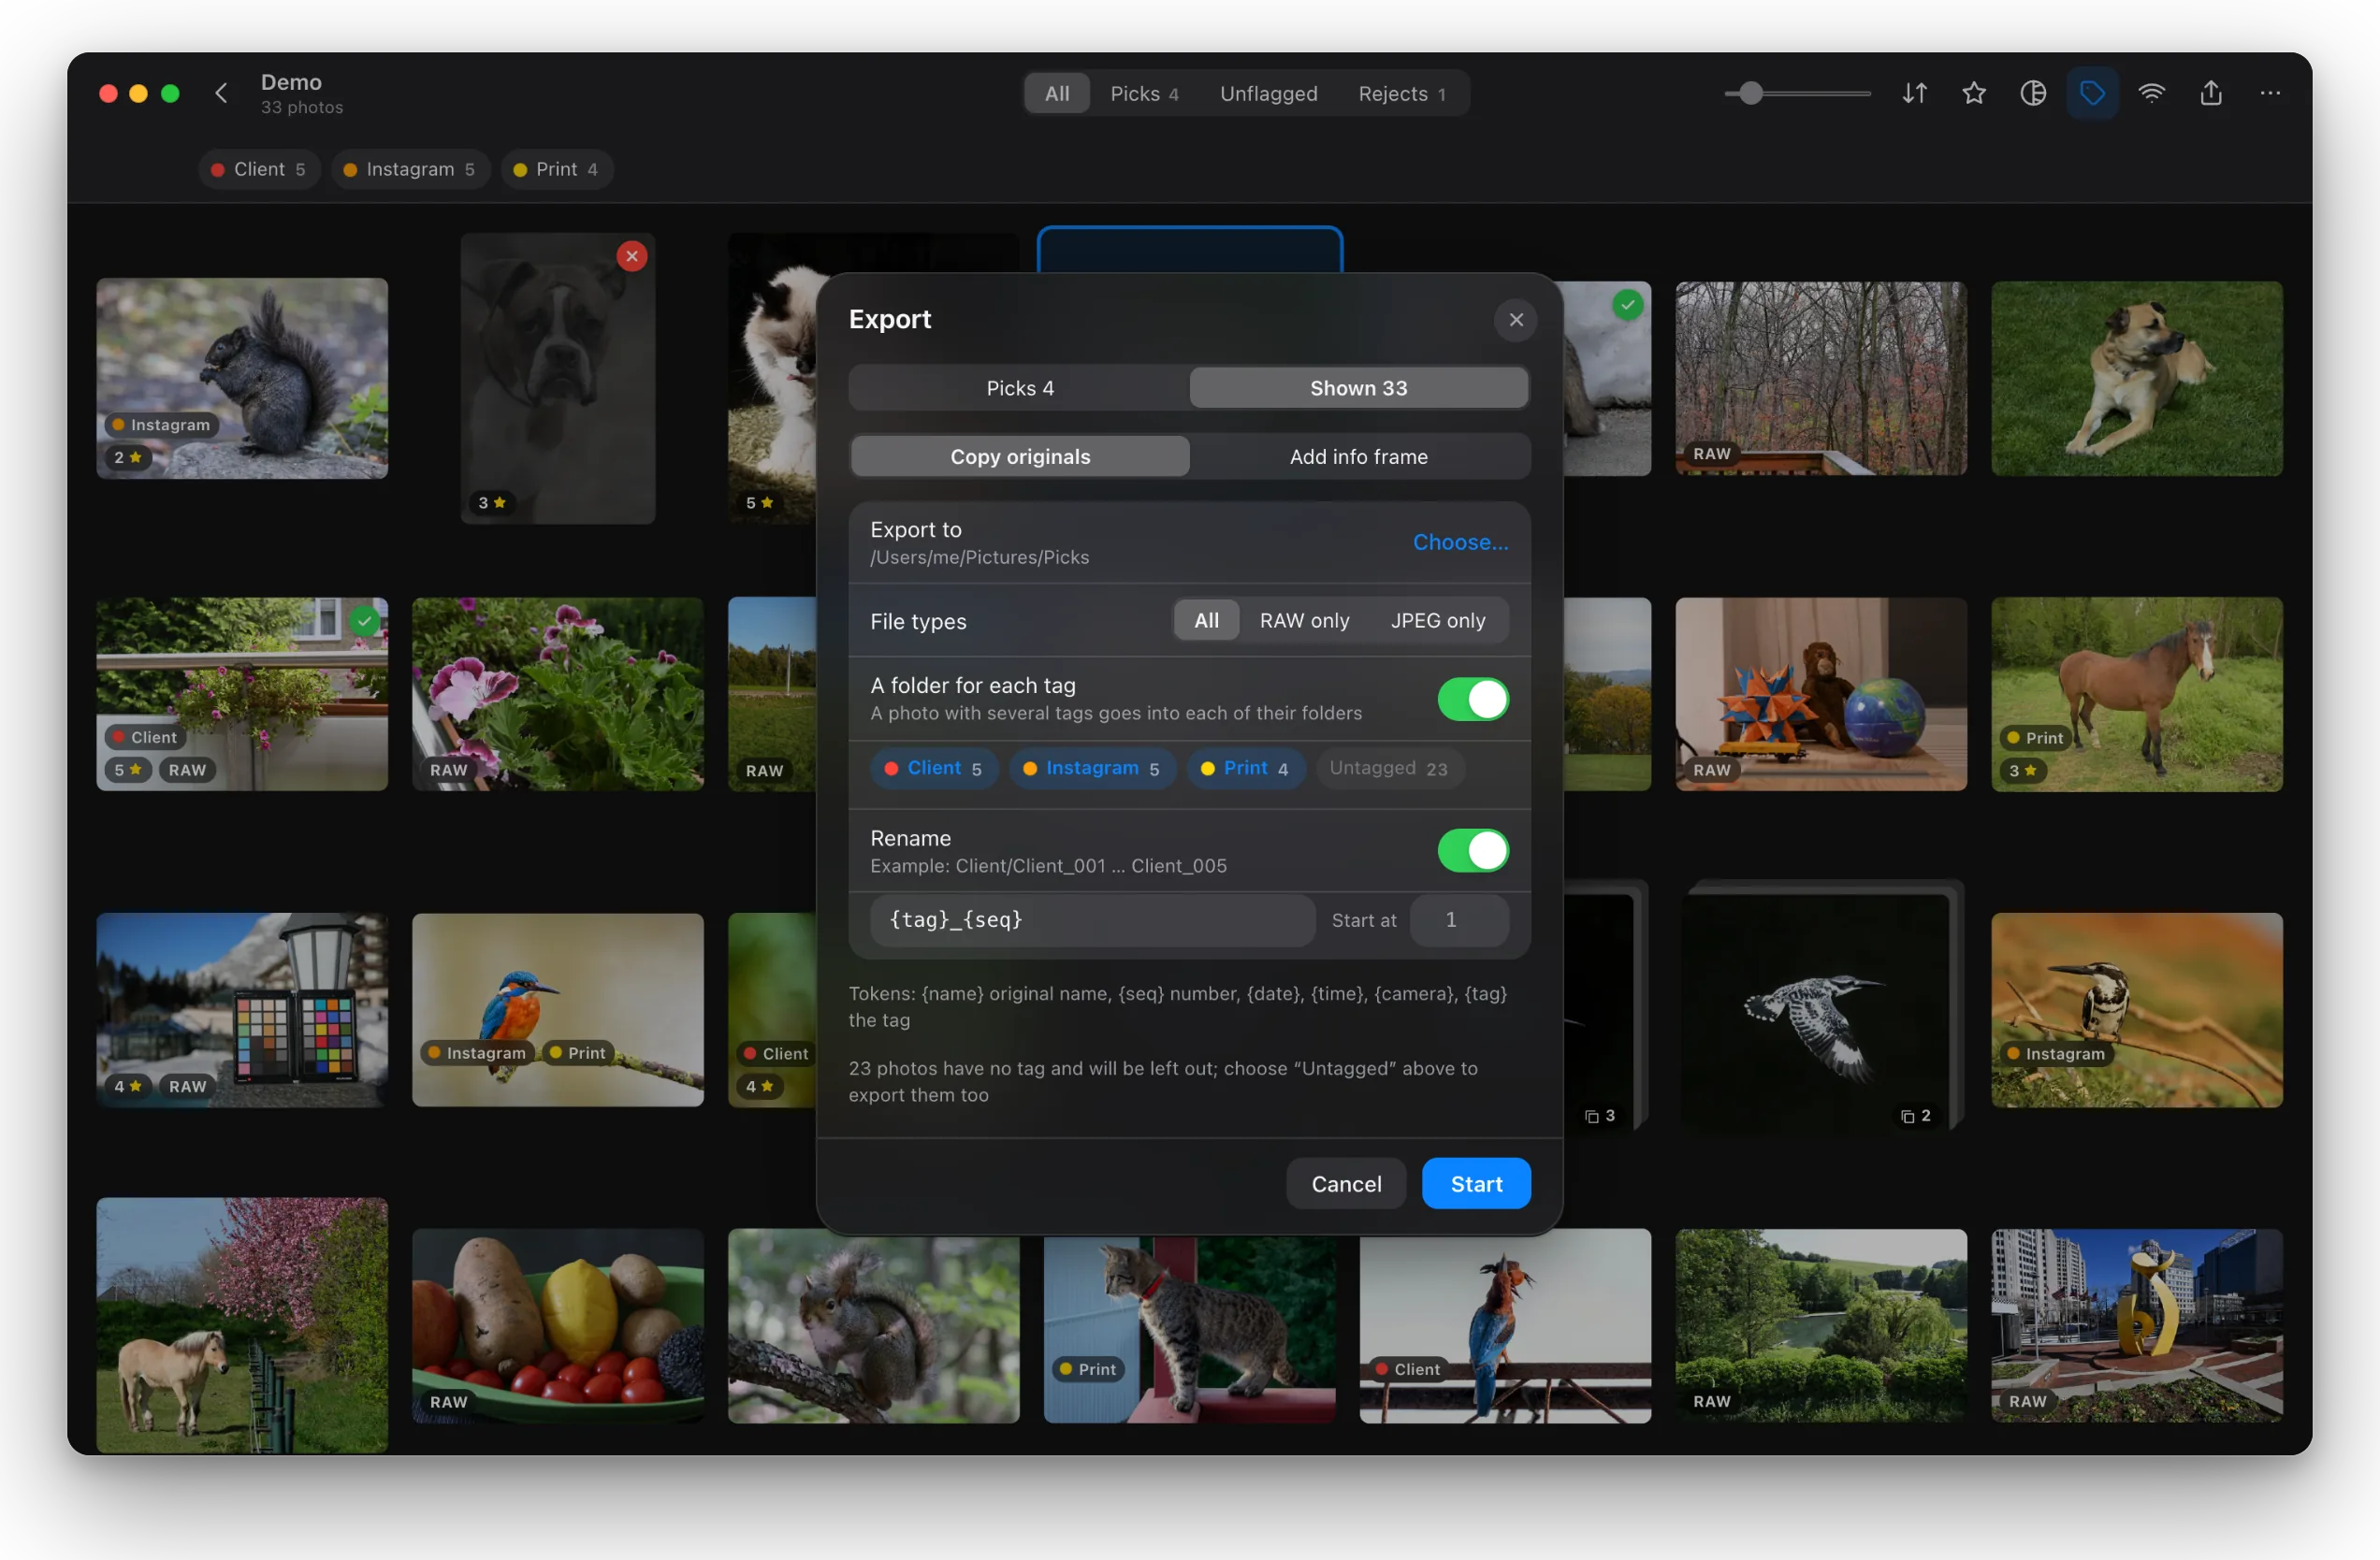 Demo
33 photos
All Picks 4 Unflagged Rejects 1
Client 5 Instagram 5 Print 4
Instagram
2
3
5
RAW
Export
Picks 4 Shown 33
Copy originals Add info frame
Export to
/Users/me/Pictures/Picks
Choose...
File types All RAW only JPEG only
A folder for each tag
A photo with several tags goes into each of their folders
Client 5 Instagram 5 Print 4 Untagged 23
Rename
Example: Client/Client_001 ... Client_005
{tag}_{seq} Start at 1
Tokens: {name} original name, {seq} number, {date}, {time}, {camera}, {tag}
the tag
23 photos have no tag and will be left out; choose “Untagged” above to
export them too
Cancel Start
Client
5 RAW
RAW
RAW
RAW
Print
3
4 RAW
Instagram Print
Client
4
3
2
Instagram
RAW
Print
Client
RAW
RAW